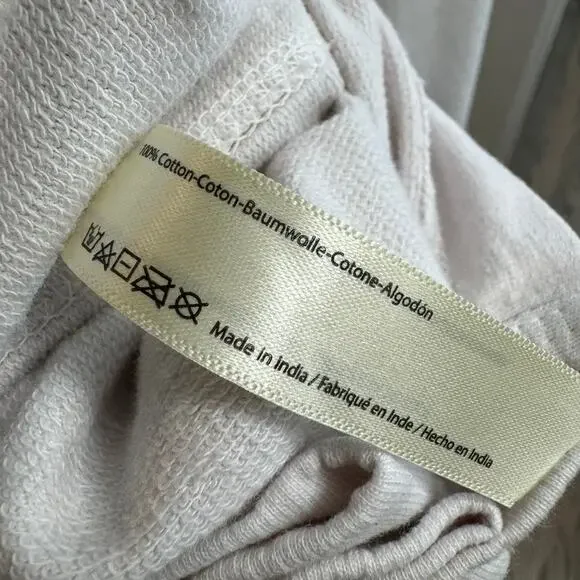 100% Cotton-Coton-Baumwolle-Cotone-Algodón
Made in India / Fabriqué en Inde / Hecho en India